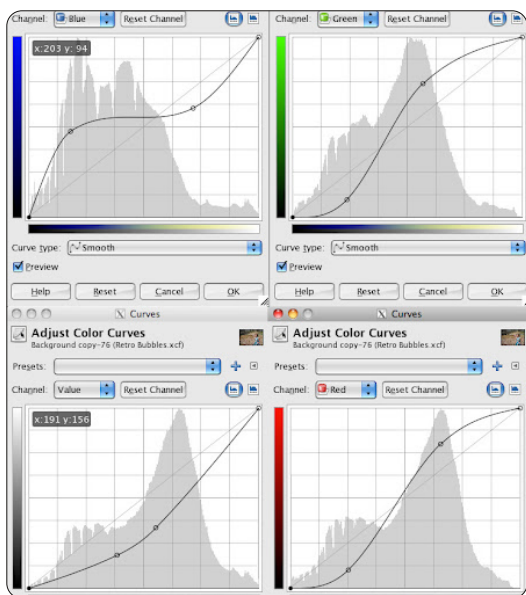 Channel: Blue Reset Channel
x:203 y: 94
Curve type: Smooth
Preview
Help Reset Cancel OK
Channel: Green Reset Channel
Curve type: Smooth
Preview
Help Reset Cancel OK
Curves
Adjust Color Curves
Background copy-76 (Retro Bubbles.xcf)
Presets:
Channel: Value Reset Channel
x:191 y:156
Curves
Adjust Color Curves
Background copy-76 (Retro Bubbles.xcf)
Presets:
Channel: Red Reset Channel